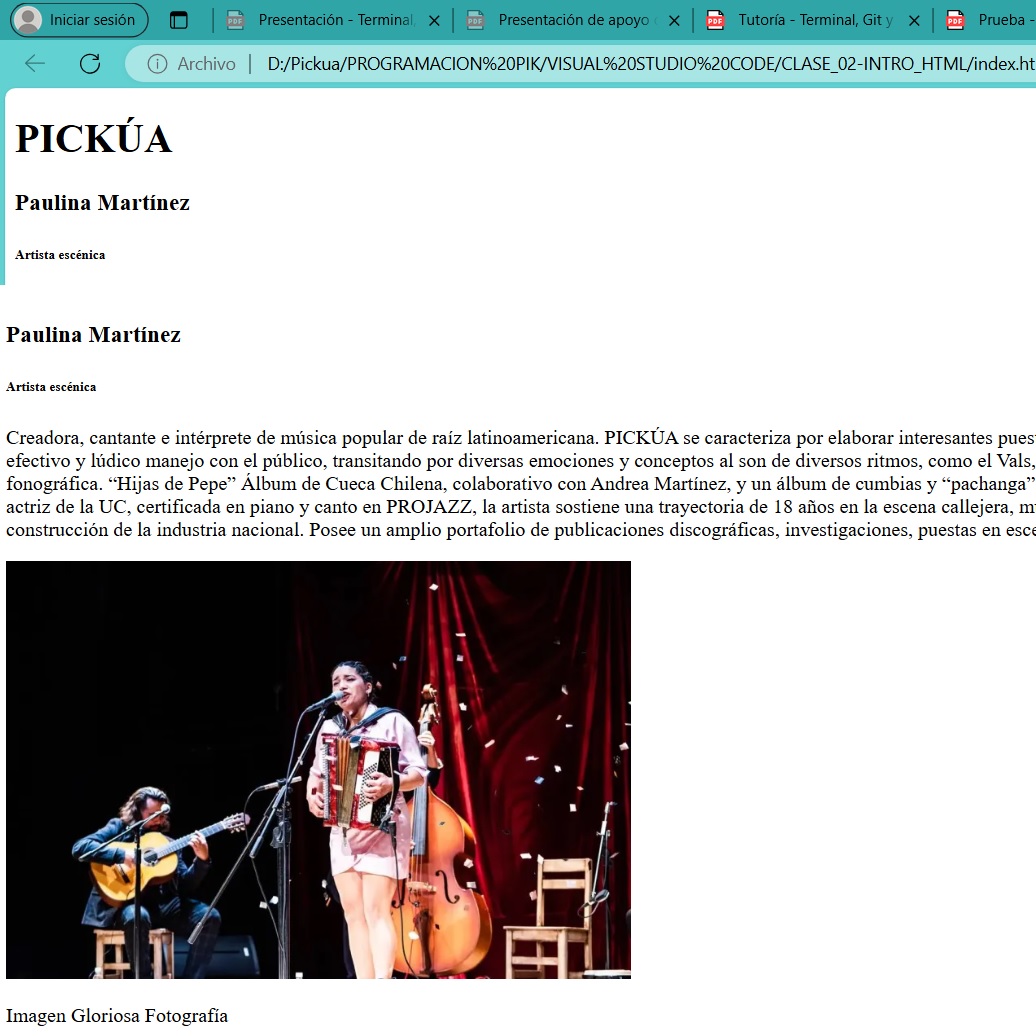 Iniciar sesión
PDF Presentación - Terminal,
PDF Presentación de apoyo
PDF Tutoría - Terminal, Git y
PDF Prueba -
Archivo | D:/Pickua/PROGRAMACION%20PIK/VISUAL%20STUDIO%20CODE/CLASE_02-INTRO_HTML/index.ht
PICKÚA
Paulina Martínez
Artista escénica
Paulina Martínez
Artista escénica
Creadora, cantante e intérprete de música popular de raíz latinoamericana. PICKÚA se caracteriza por elaborar interesantes pues
efectivo y lúdico manejo con el público, transitando por diversas emociones y conceptos al son de diversos ritmos, como el Vals,
fonográfica. “Hijas de Pepe” Álbum de Cueca Chilena, colaborativo con Andrea Martínez, y un álbum de cumbias y “pachanga”
actriz de la UC, certificada en piano y canto en PROJAZZ, la artista sostiene una trayectoria de 18 años en la escena callejera, m
construcción de la industria nacional. Posee un amplio portafolio de publicaciones discográficas, investigaciones, puestas en esc
Imagen Gloriosa Fotografía